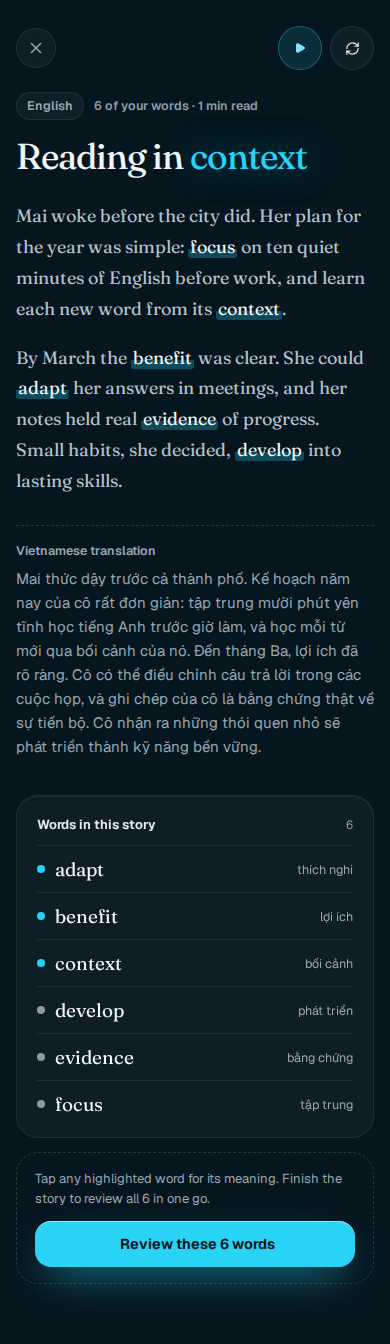 English 6 of your words · 1 min read
Reading in context
Mai woke before the city did. Her plan for
the year was simple: focus on ten quiet
minutes of English before work, and learn
each new word from its context.
By March the benefit was clear. She could
adapt her answers in meetings, and her
notes held real evidence of progress.
Small habits, she decided, develop into
lasting skills.
Vietnamese translation
Mai thức dậy trước cả thành phố. Kế hoạch năm
nay của cô rất đơn giản: tập trung mười phút yên
tĩnh học tiếng Anh trước giờ làm, và học mỗi từ
mới qua bối cảnh của nó. Đến tháng Ba, lợi ích đã
rõ ràng. Cô có thể điều chỉnh câu trả lời trong các
cuộc họp, và ghi chép của cô là bằng chứng thật về
sự tiến bộ. Cô nhận ra những thói quen nhỏ sẽ
phát triển thành kỹ năng bền vững.
Words in this story 6
adapt thích nghi
benefit lợi ích
context bối cảnh
develop phát triển
evidence bằng chứng
focus tập trung
Tap any highlighted word for its meaning. Finish the
story to review all 6 in one go.
Review these 6 words